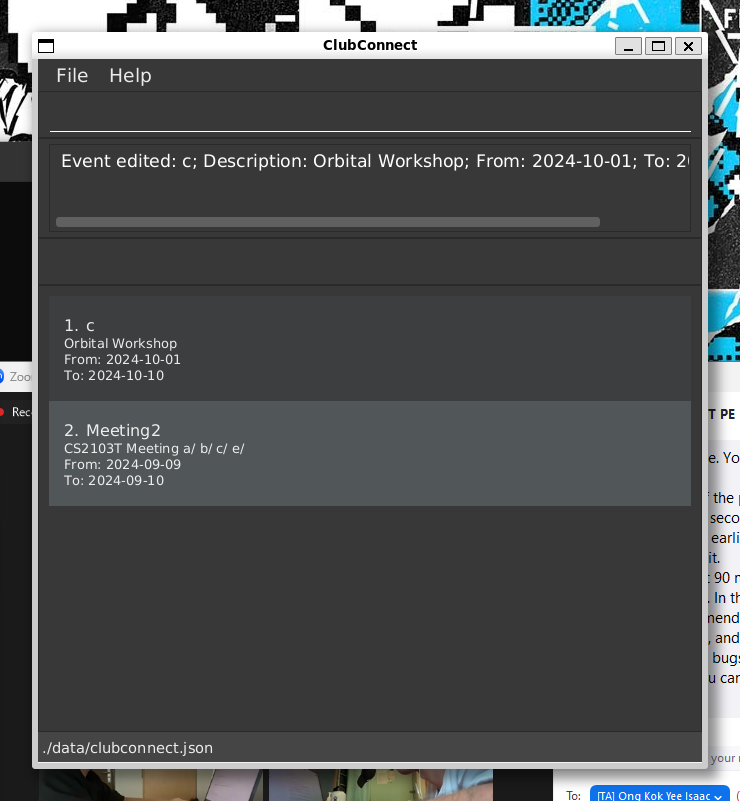 ClubConnect
File Help
Event edited: c; Description: Orbital Workshop; From: 2024-10-01; To: 20
1. c
Orbital Workshop
From: 2024-10-01
To: 2024-10-10
2. Meeting2
CS2103T Meeting a/ b/ c/ e/
From: 2024-09-09
To: 2024-09-10
./data/clubconnect.json
Zoo
Rec
T PE
e. Yo
f the p
seco
earli
it.
90 m
. In th
mend
, and
bugs
u can
your
To: [TA] Ong Kok Yee Isaac